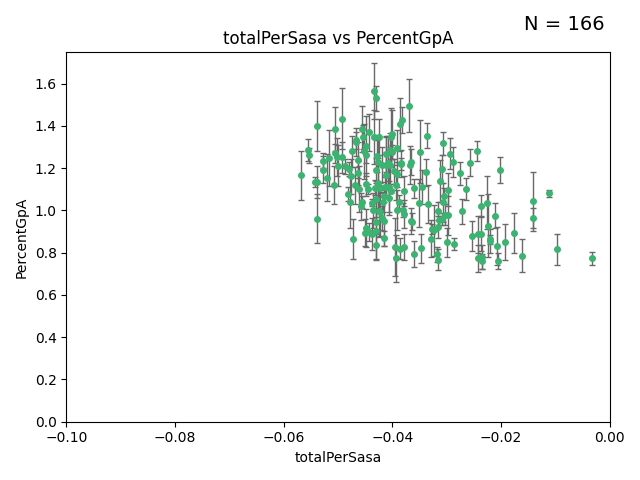 N = 166
totalPerSasa vs PercentGpA
PercentGpA
1.6
1.4
1.2
1.0
0.8
0.6
0.4
0.2
0.0
−0.10 −0.08 −0.06 −0.04 −0.02 0.00
totalPerSasa